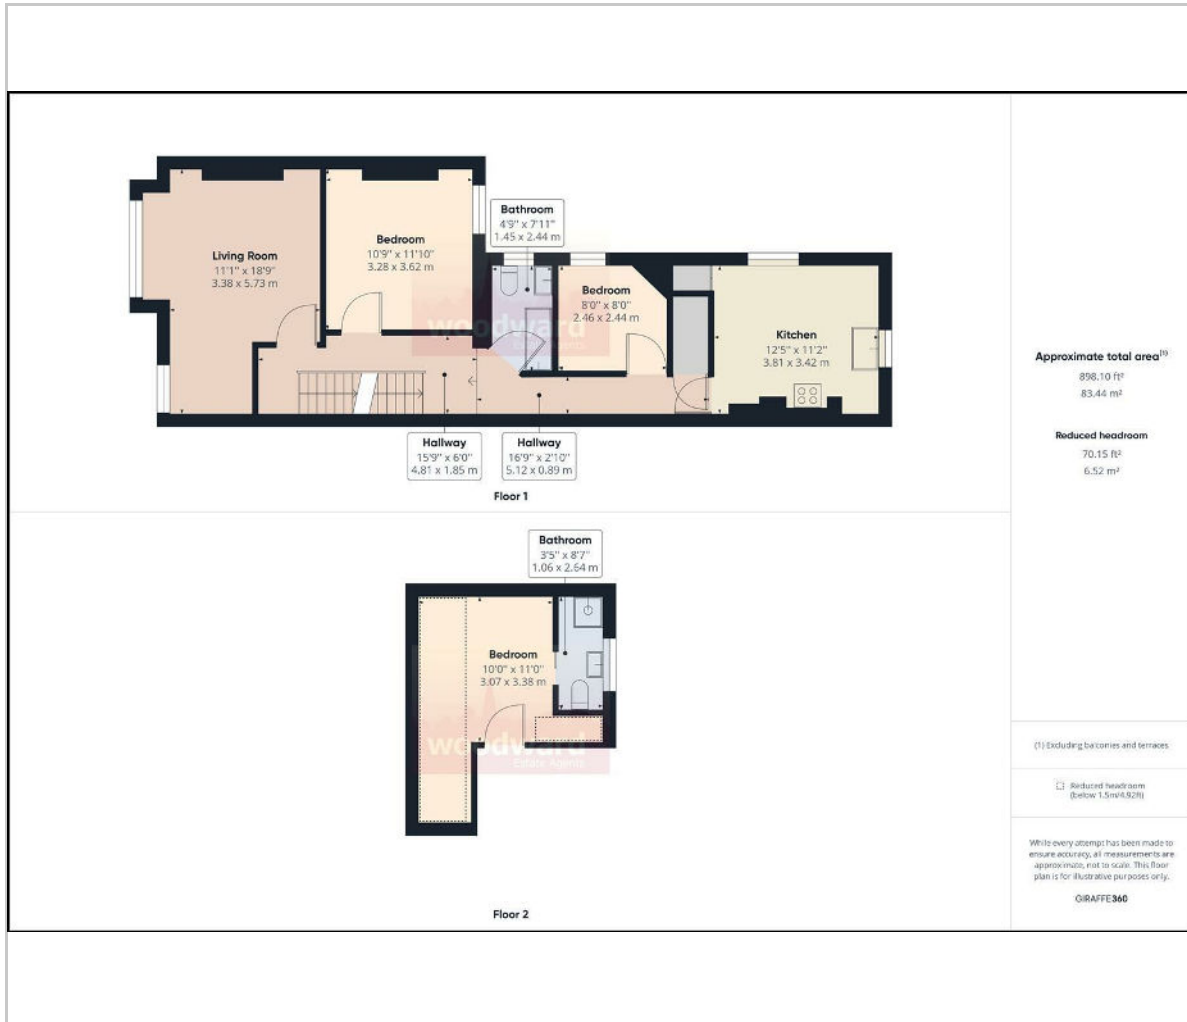 Bathroom
4'9" x 7'11"
1.45 x 2.44 m
Bedroom
10'9" x 11'10"
3.28 x 3.62 m
Living Room
11'1" x 18'9"
3.38 x 5.73 m
Bedroom
8'0" x 8'0"
2.46 x 2.44 m
Kitchen
12'5" x 11'2"
3.81 x 3.42 m
woodward
Estate Agents
Hallway
15'9" x 6'0"
4.81 x 1.85 m
Hallway
16'9" x 2'10"
5.12 x 0.89 m
Floor 1
Approximate total area(1)
898.10 ft²
83.44 m²
Reduced headroom
70.15 ft²
6.52 m²
Bathroom
3'5" x 8'7"
1.06 x 2.64 m
Bedroom
10'0" x 11'0"
3.07 x 3.38 m
woodward
Estate Agents
Floor 2
(1) Excluding balconies and terraces
Reduced headroom
(below 1.5m/4.92ft)
While every attempt has been made to
ensure accuracy, all measurements are
approximate, not to scale. This floor
plan is for illustrative purposes only.
GIRAFFE360